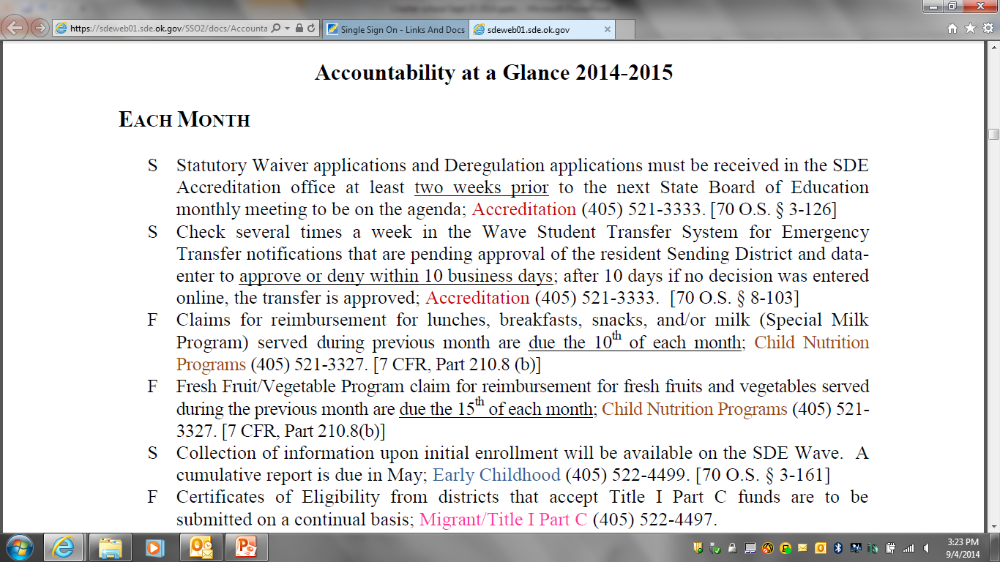 https://sdeweb01.sde.ok.gov/SSO2/docs/Accounta
Single Sign On - Links And Docs
sdeweb01.sde.ok.gov
Accountability at a Glance 2014-2015
EACH MONTH
S Statutory Waiver applications and Deregulation applications must be received in the SDE
Accreditation office at least two weeks prior to the next State Board of Education
monthly meeting to be on the agenda; Accreditation (405) 521-3333. [70 O.S. § 3-126]
S Check several times a week in the Wave Student Transfer System for Emergency
Transfer notifications that are pending approval of the resident Sending District and data-
enter to approve or deny within 10 business days; after 10 days if no decision was entered
online, the transfer is approved; Accreditation (405) 521-3333. [70 O.S. § 8-103]
F Claims for reimbursement for lunches, breakfasts, snacks, and/or milk (Special Milk
Program) served during previous month are due the 10th of each month; Child Nutrition
Programs (405) 521-3327. [7 CFR, Part 210.8 (b)]
F Fresh Fruit/Vegetable Program claim for reimbursement for fresh fruits and vegetables served
during the previous month are due the 15th of each month; Child Nutrition Programs (405) 521-
3327. [7 CFR, Part 210.8(b)]
S Collection of information upon initial enrollment will be available on the SDE Wave. A
cumulative report is due in May; Early Childhood (405) 522-4499. [70 O.S. § 3-161]
F Certificates of Eligibility from districts that accept Title I Part C funds are to be
submitted on a continual basis; Migrant/Title I Part C (405) 522-4497.
3:23 PM
9/4/2014